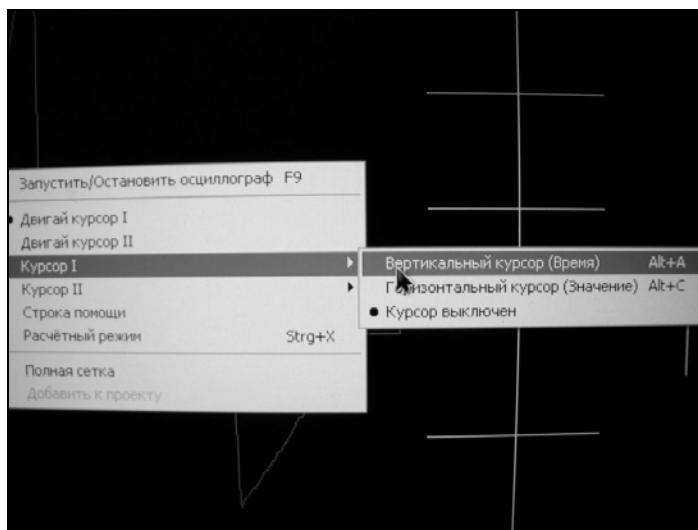 Запустить/Остановить осциллограф F9
Двигай курсор I
Двигай курсор II
Курсор I
Курсор II
Строка помощи
Расчётный режим Strg+X
Полная сетка
Добавить к проекту
Вертикальный курсор (Время) Alt+A
Горизонтальный курсор (Значение) Alt+C
Курсор выключен